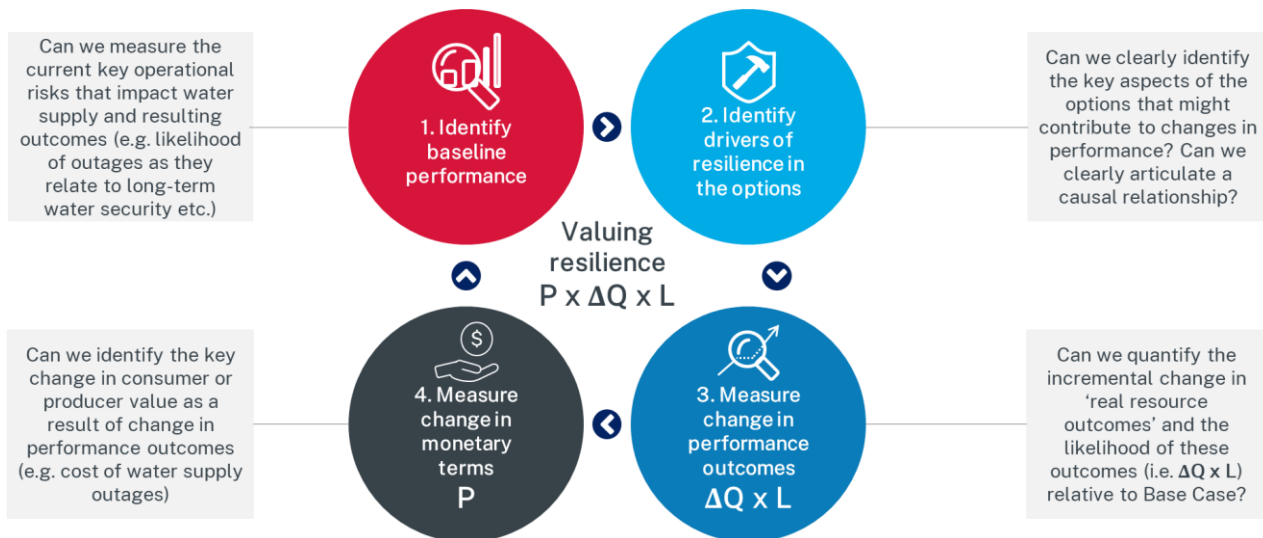 Can we measure the
current key operational
risks that impact water
supply and resulting
outcomes (e.g. likelihood
of outages as they
relate to long-term
water security etc.)
1. Identify
baseline
performance
2. Identify
drivers of
resilience in
the options
Can we clearly identify
the key aspects of the
options that might
contribute to changes in
performance? Can we
clearly articulate a
causal relationship?
Valuing
resilience
P x ΔQ x L
Can we identify the key
change in consumer or
producer value as a
result of change in
performance outcomes
(e.g. cost of water supply
outages)
$
4. Measure
change in
monetary
terms
P
3. Measure
change in
performance
outcomes
ΔQ x L
Can we quantify the
incremental change in
‘real resource
outcomes’ and the
likelihood of these
outcomes (i.e. ΔQ x L)
relative to Base Case?